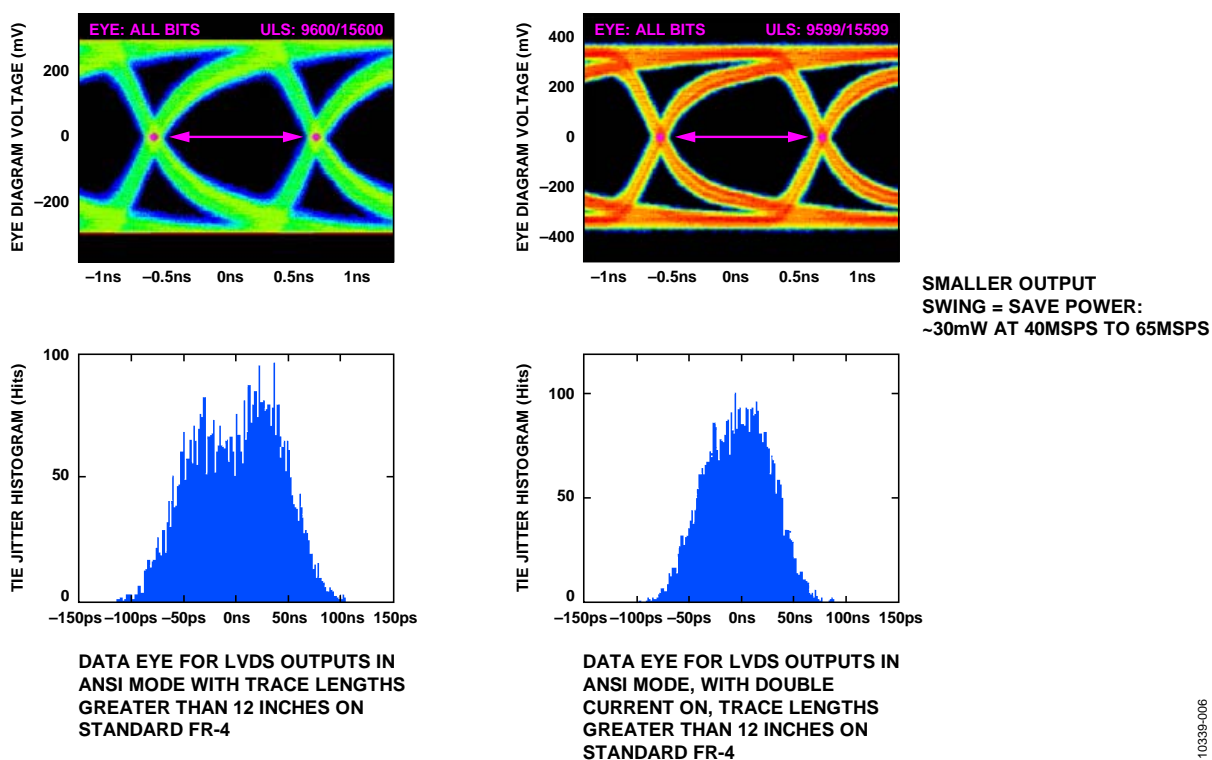 EYE: ALL BITS ULS: 9600/15600
EYE DIAGRAM VOLTAGE (mV)
200
0
–200
–1ns –0.5ns 0ns 0.5ns 1ns
EYE: ALL BITS ULS: 9599/15599
EYE DIAGRAM VOLTAGE (mV)
400
200
0
–200
–400
–1ns –0.5ns 0ns 0.5ns 1ns
SMALLER OUTPUT
SWING = SAVE POWER:
~30mW AT 40MSPS TO 65MSPS
TIE JITTER HISTOGRAM (Hits)
100
50
0
–150ps –100ps –50ps 0ns 50ns 100ns 150ps
DATA EYE FOR LVDS OUTPUTS IN
ANSI MODE WITH TRACE LENGTHS
GREATER THAN 12 INCHES ON
STANDARD FR-4
TIE JITTER HISTOGRAM (Hits)
100
50
0
–150ps –100ps –50ps 0ns 50ns 100ns 150ps
DATA EYE FOR LVDS OUTPUTS IN
ANSI MODE, WITH DOUBLE
CURRENT ON, TRACE LENGTHS
GREATER THAN 12 INCHES ON
STANDARD FR-4
10339-006